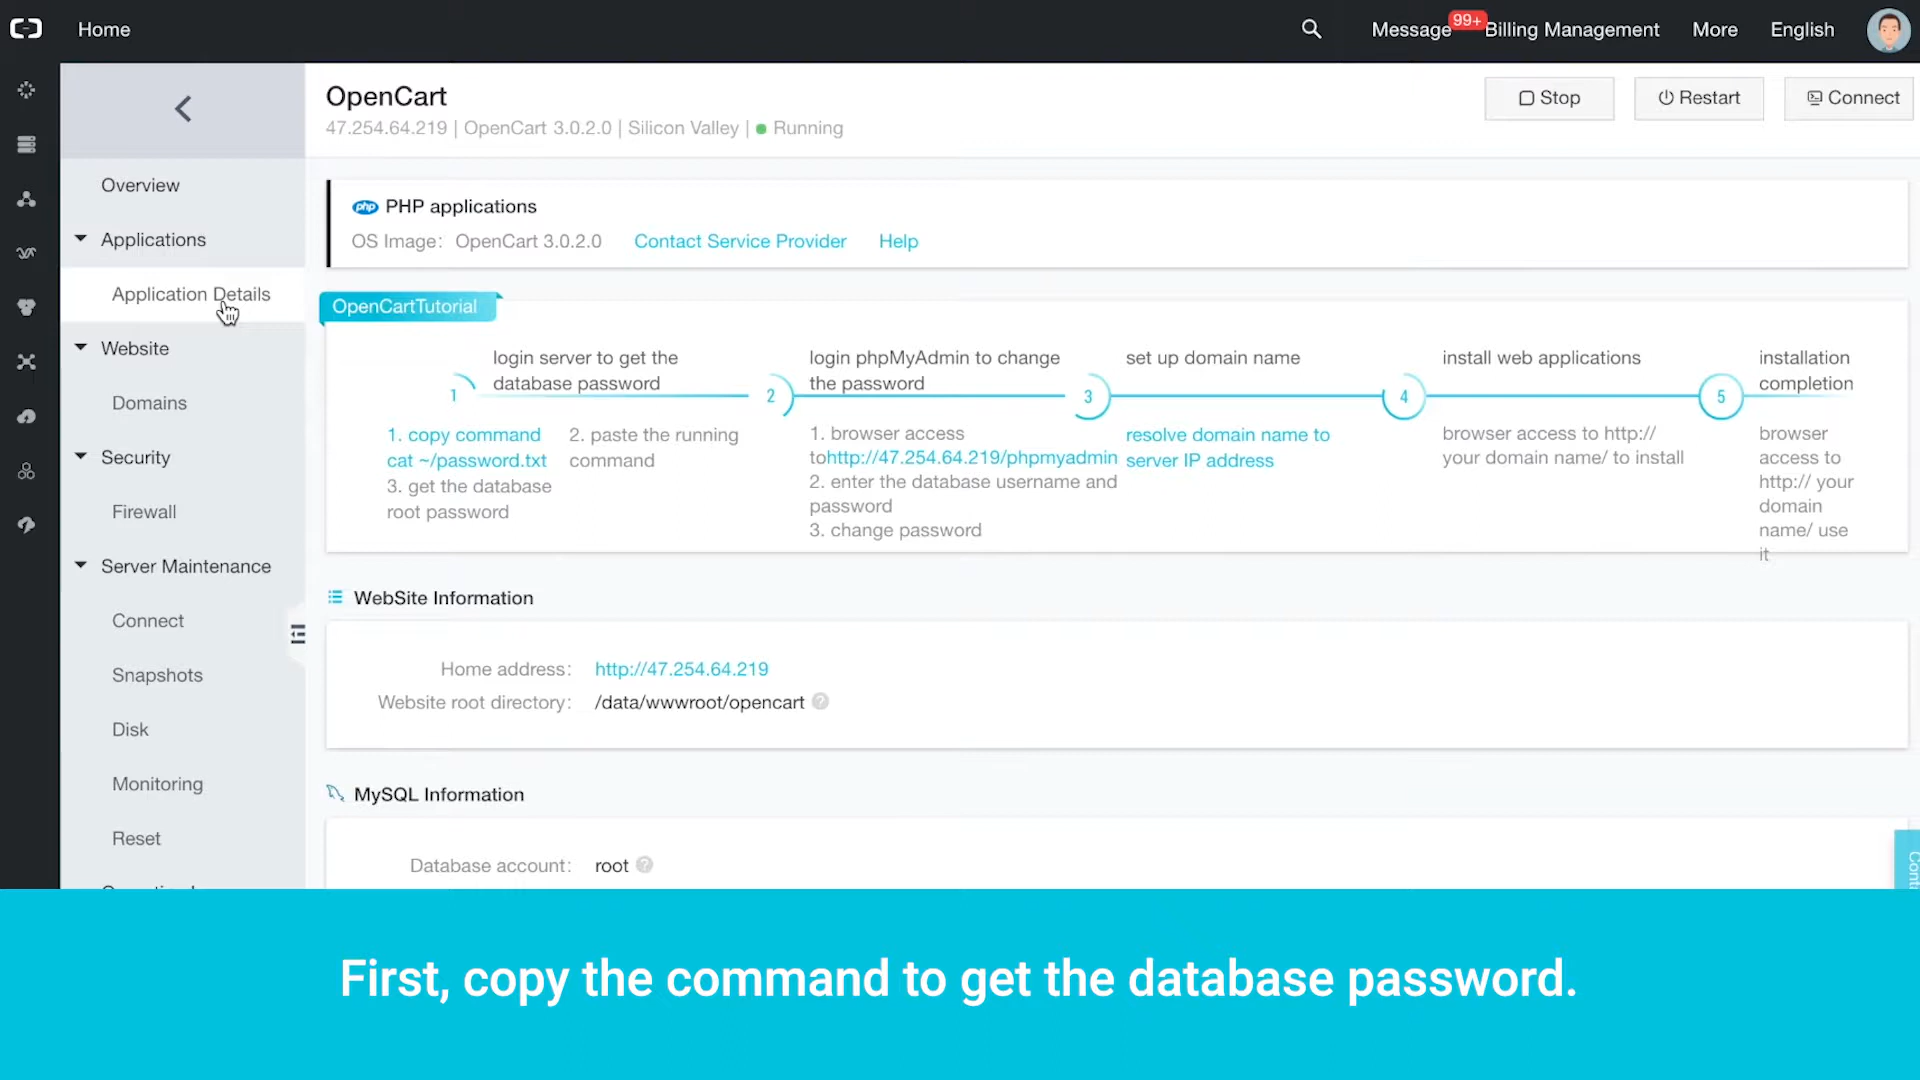 Home
Message
99+
Billing Management
More
English
OpenCart
47.254.64.219 | OpenCart 3.0.2.0 | Silicon Valley | Running
Stop
Restart
Connect
Overview
Applications
Application Details
Website
Domains
Security
Firewall
Server Maintenance
Connect
Snapshots
Disk
Monitoring
Reset
php PHP applications
OS Image: OpenCart 3.0.2.0 Contact Service Provider Help
OpenCartTutorial
1
login server to get the
database password
1. copy command
cat ~/password.txt
2. paste the running
command
3. get the database
root password
2
login phpMyAdmin to change
the password
1. browser access
tohttp://47.254.64.219/phpmyadmin
2. enter the database username and
password
3. change password
3
set up domain name
resolve domain name to
server IP address
4
install web applications
browser access to http://
your domain name/ to install
5
installation
completion
browser
access to
http:// your
domain
name/ use
it
WebSite Information
Home address: http://47.254.64.219
Website root directory: /data/wwwroot/opencart ?
MySQL Information
Database account: root ?
First, copy the command to get the database password.